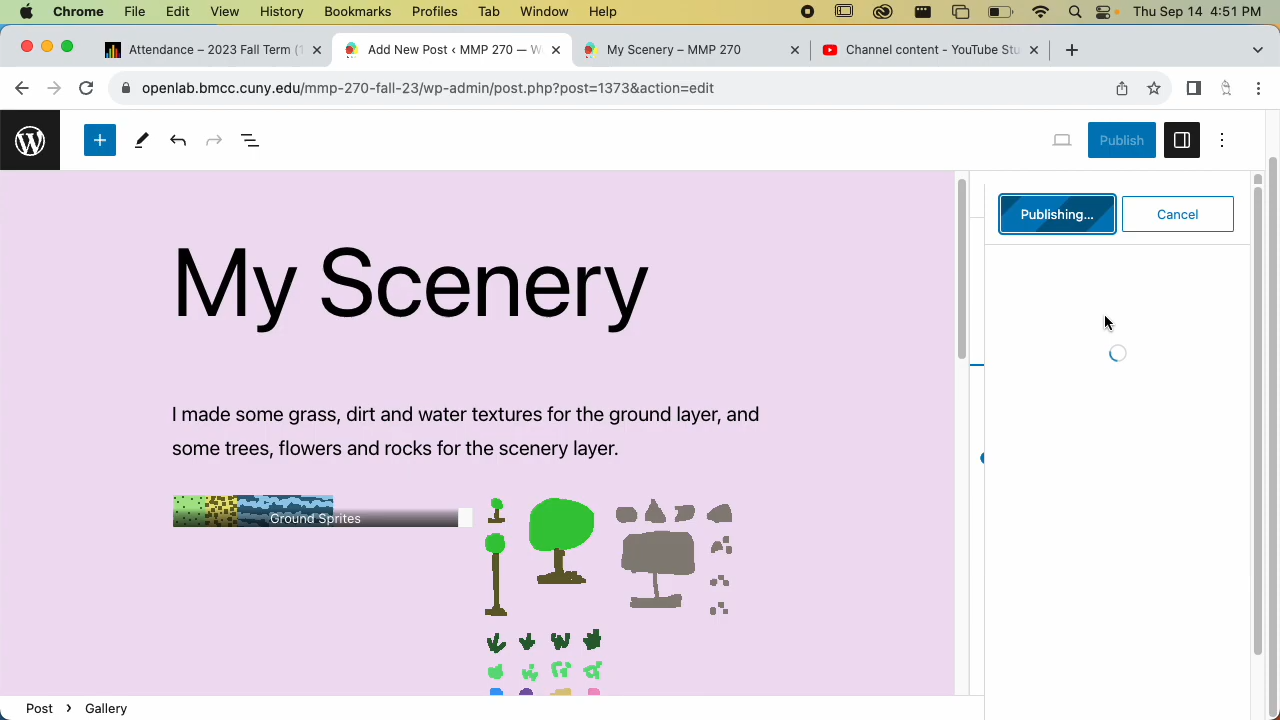 Chrome File Edit View History Bookmarks Profiles Tab Window Help Thu Sep 14 4:51 PM
Attendance – 2023 Fall Term (1 Add New Post ‹ MMP 270 — W My Scenery – MMP 270 Channel content - YouTube Stu
openlab.bmcc.cuny.edu/mmp-270-fall-23/wp-admin/post.php?post=1373&action=edit
Publish
Publishing... Cancel
My Scenery
I made some grass, dirt and water textures for the ground layer, and
some trees, flowers and rocks for the scenery layer.
Ground Sprites
Post › Gallery